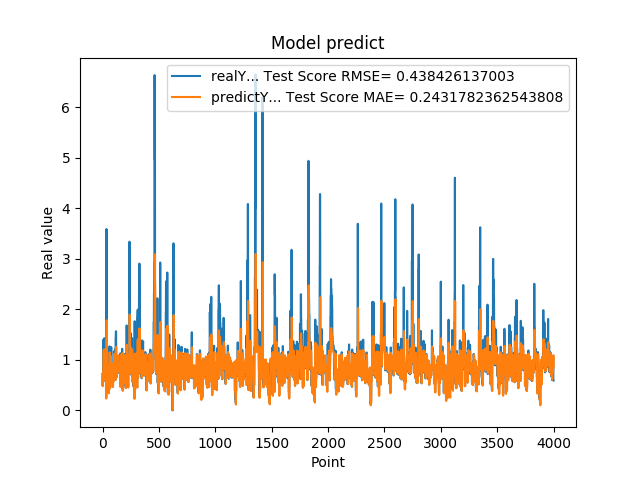 Model predict
realY... Test Score RMSE= 0.438426137003
predictY... Test Score MAE= 0.2431782362543808
Real value
6
5
4
3
2
1
0
0 500 1000 1500 2000 2500 3000 3500 4000
Point